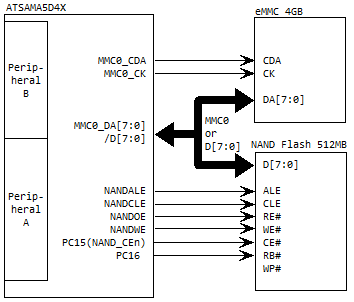 ATSAMA5D4X
eMMC 4GB
Perip-
heral
B
MMC0_CDA
MMC0_CK
CDA
CK
DA[7:0]
MMC0_DA[7:0]
/D[7:0]
MMC0
or
D[7:0]
NAND Flash 512MB
D[7:0]
Perip-
heral
A
NANDALE
NANDCLE
NANDOE
NANDWE
PC15(NAND_CEn)
PC16
ALE
CLE
RE#
WE#
CE#
RB#
WP#